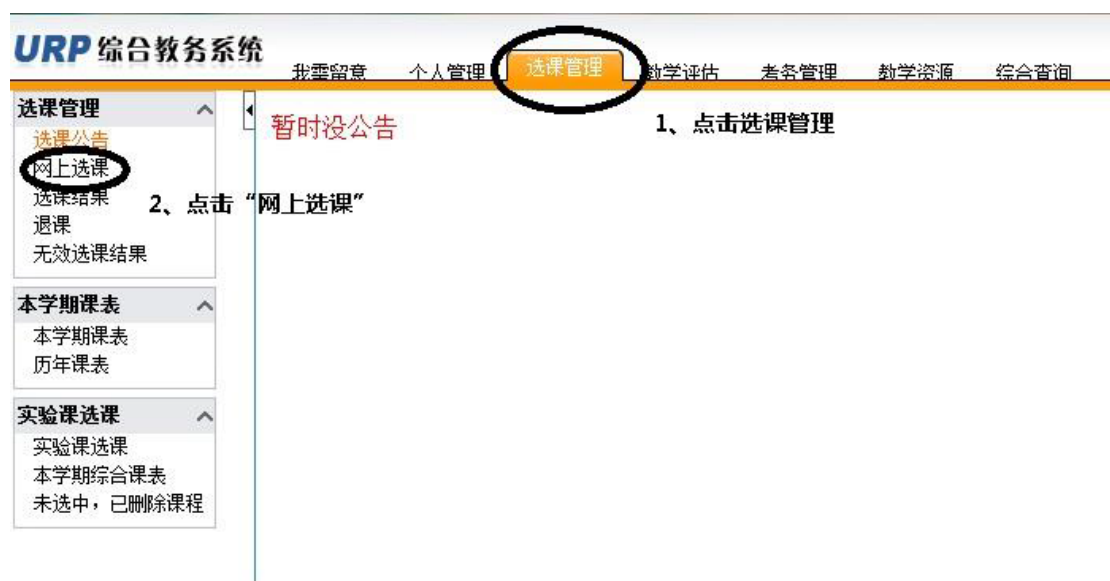 URP 综合教务系统
我需留意 个人管理 选课管理 教学评估 考务管理 教学资源 综合查询
选课管理
选课公告
网上选课
选课结果
退课
无效选课结果
暂时没公告
1、点击选课管理
2、点击“网上选课”
本学期课表
本学期课表
历年课表
实验课选课
实验课选课
本学期综合课表
未选中，已删除课程